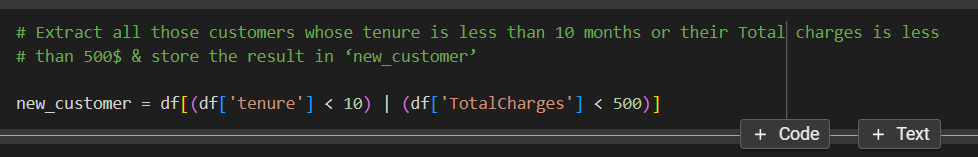 # Extract all those customers whose tenure is less than 10 months or their Total charges is less
# than 500$ & store the result in ‘new_customer’
new_customer = df[(df['tenure'] < 10) | (df['TotalCharges'] < 500)]
+ Code + Text